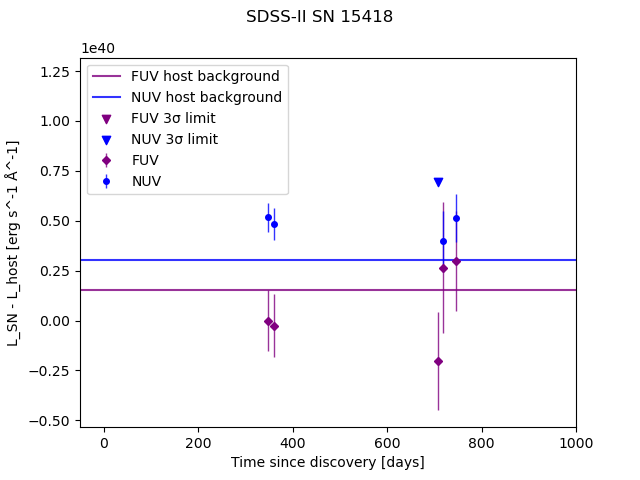 SDSS-II SN 15418
1e40
FUV host background
NUV host background
FUV 3σ limit
NUV 3σ limit
FUV
NUV
1.25
1.00
0.75
0.50
0.25
0.00
−0.25
−0.50
L_SN - L_host [erg s^-1 Å^-1]
0 200 400 600 800 1000
Time since discovery [days]